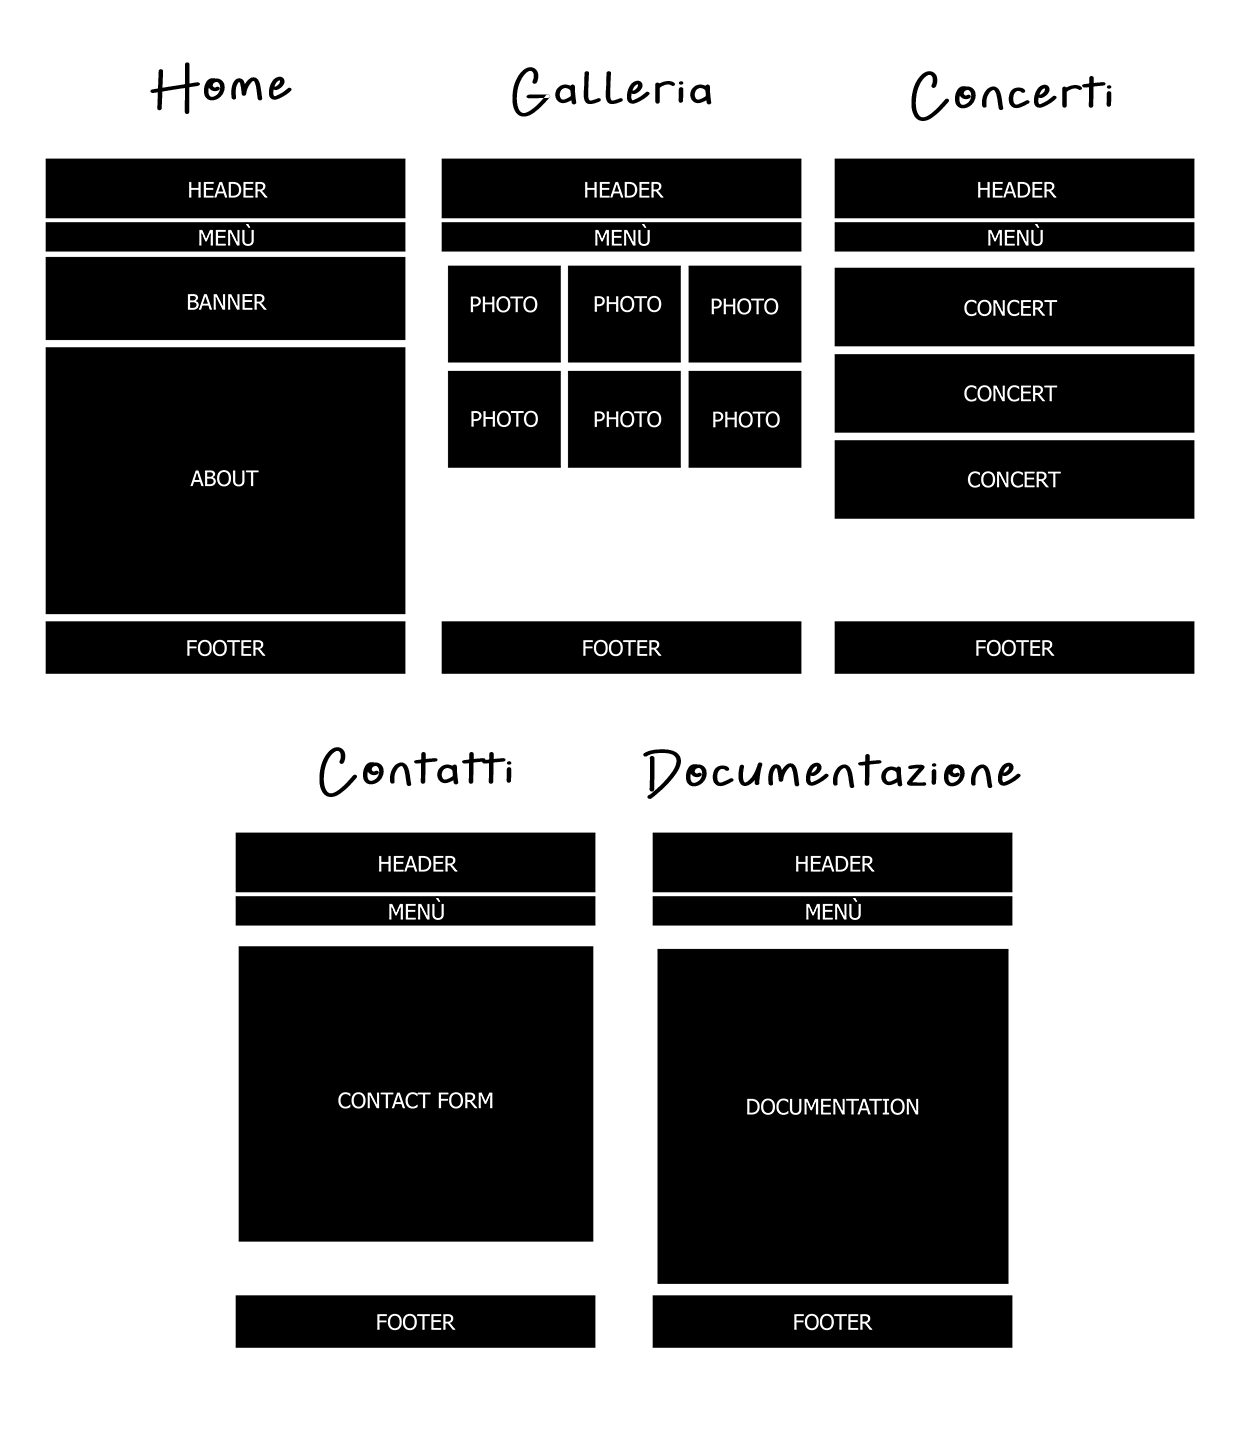 Home
HEADER
MENÙ
BANNER
ABOUT
FOOTER
Galleria
HEADER
MENÙ
PHOTO PHOTO PHOTO
PHOTO PHOTO PHOTO
FOOTER
Concerti
HEADER
MENÙ
CONCERT
CONCERT
CONCERT
FOOTER
Contatti
HEADER
MENÙ
CONTACT FORM
FOOTER
Documentazione
HEADER
MENÙ
DOCUMENTATION
FOOTER